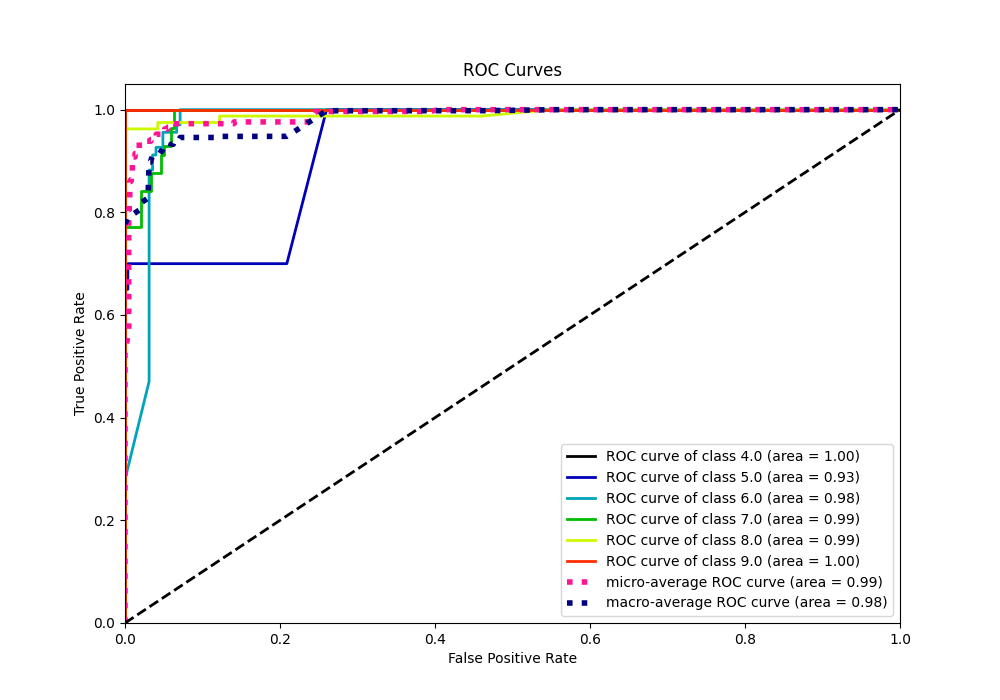 ROC Curves
True Positive Rate
1.0
0.8
0.6
0.4
0.2
0.0
ROC curve of class 4.0 (area = 1.00)
ROC curve of class 5.0 (area = 0.93)
ROC curve of class 6.0 (area = 0.98)
ROC curve of class 7.0 (area = 0.99)
ROC curve of class 8.0 (area = 0.99)
ROC curve of class 9.0 (area = 1.00)
micro-average ROC curve (area = 0.99)
macro-average ROC curve (area = 0.98)
0.0 0.2 0.4 0.6 0.8 1.0
False Positive Rate